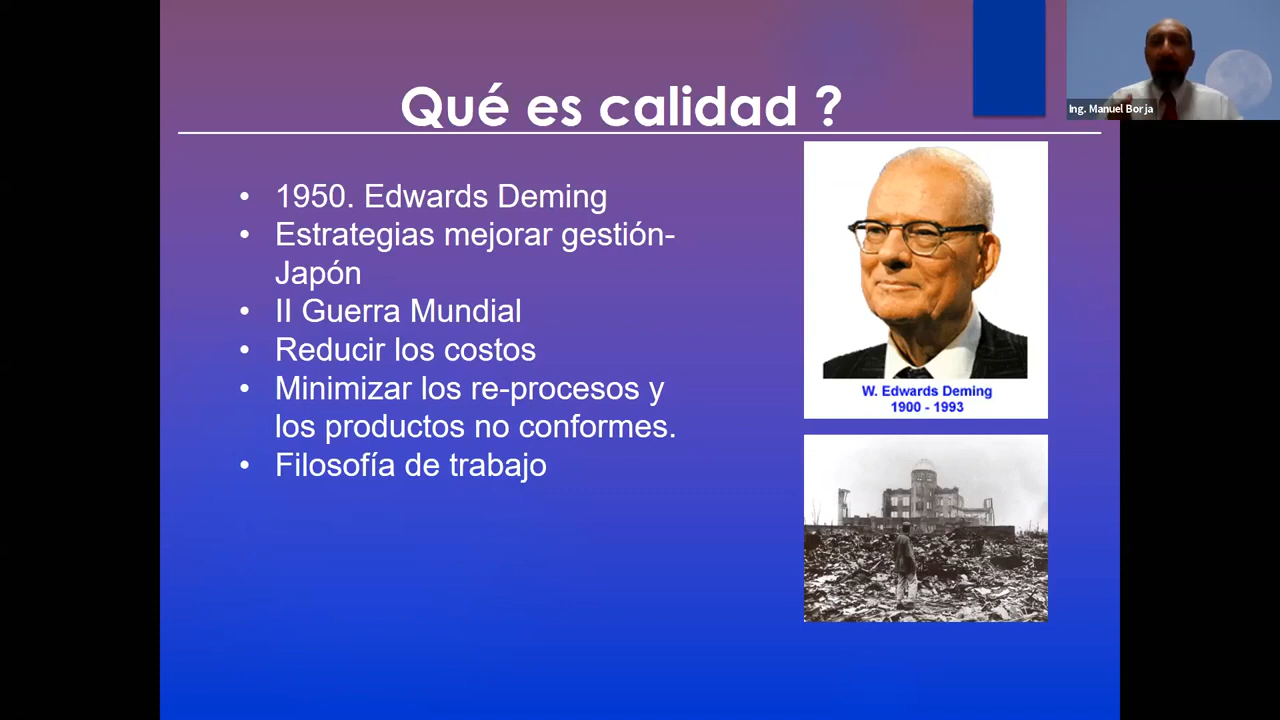 Qué es calidad ?
Ing. Manuel Borja
• 1950. Edwards Deming
• Estrategias mejorar gestión-
Japón
• II Guerra Mundial
• Reducir los costos
• Minimizar los re-procesos y
los productos no conformes.
• Filosofía de trabajo
W. Edwards Deming
1900 - 1993